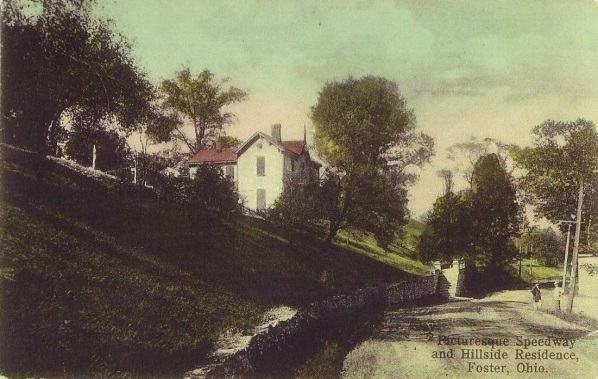 Picturesque Speedway
and Hillside Residence,
Foster, Ohio.